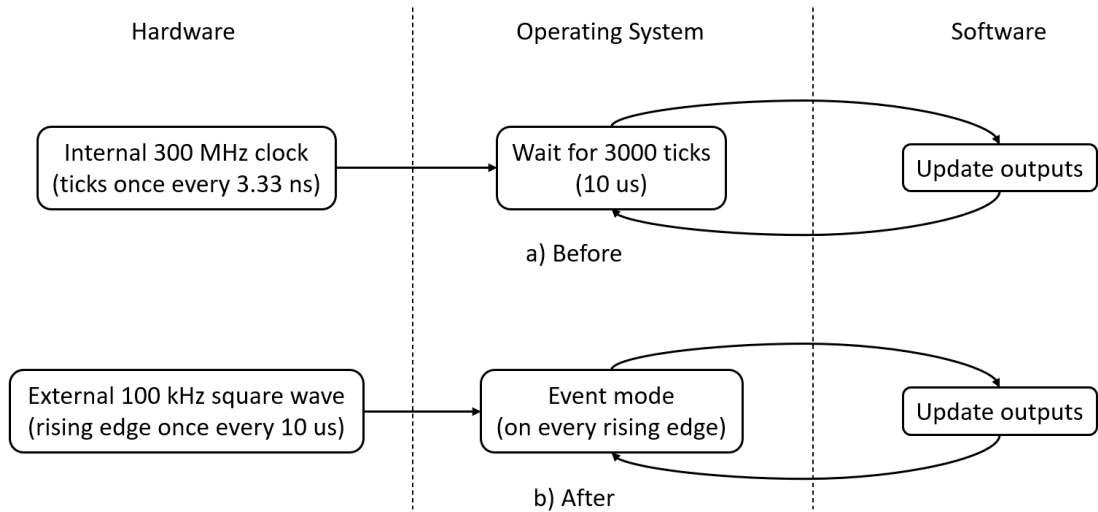 Hardware
Operating System
Software
Internal 300 MHz clock
(ticks once every 3.33 ns)
Wait for 3000 ticks
(10 us)
Update outputs
a) Before
External 100 kHz square wave
(rising edge once every 10 us)
Event mode
(on every rising edge)
Update outputs
b) After